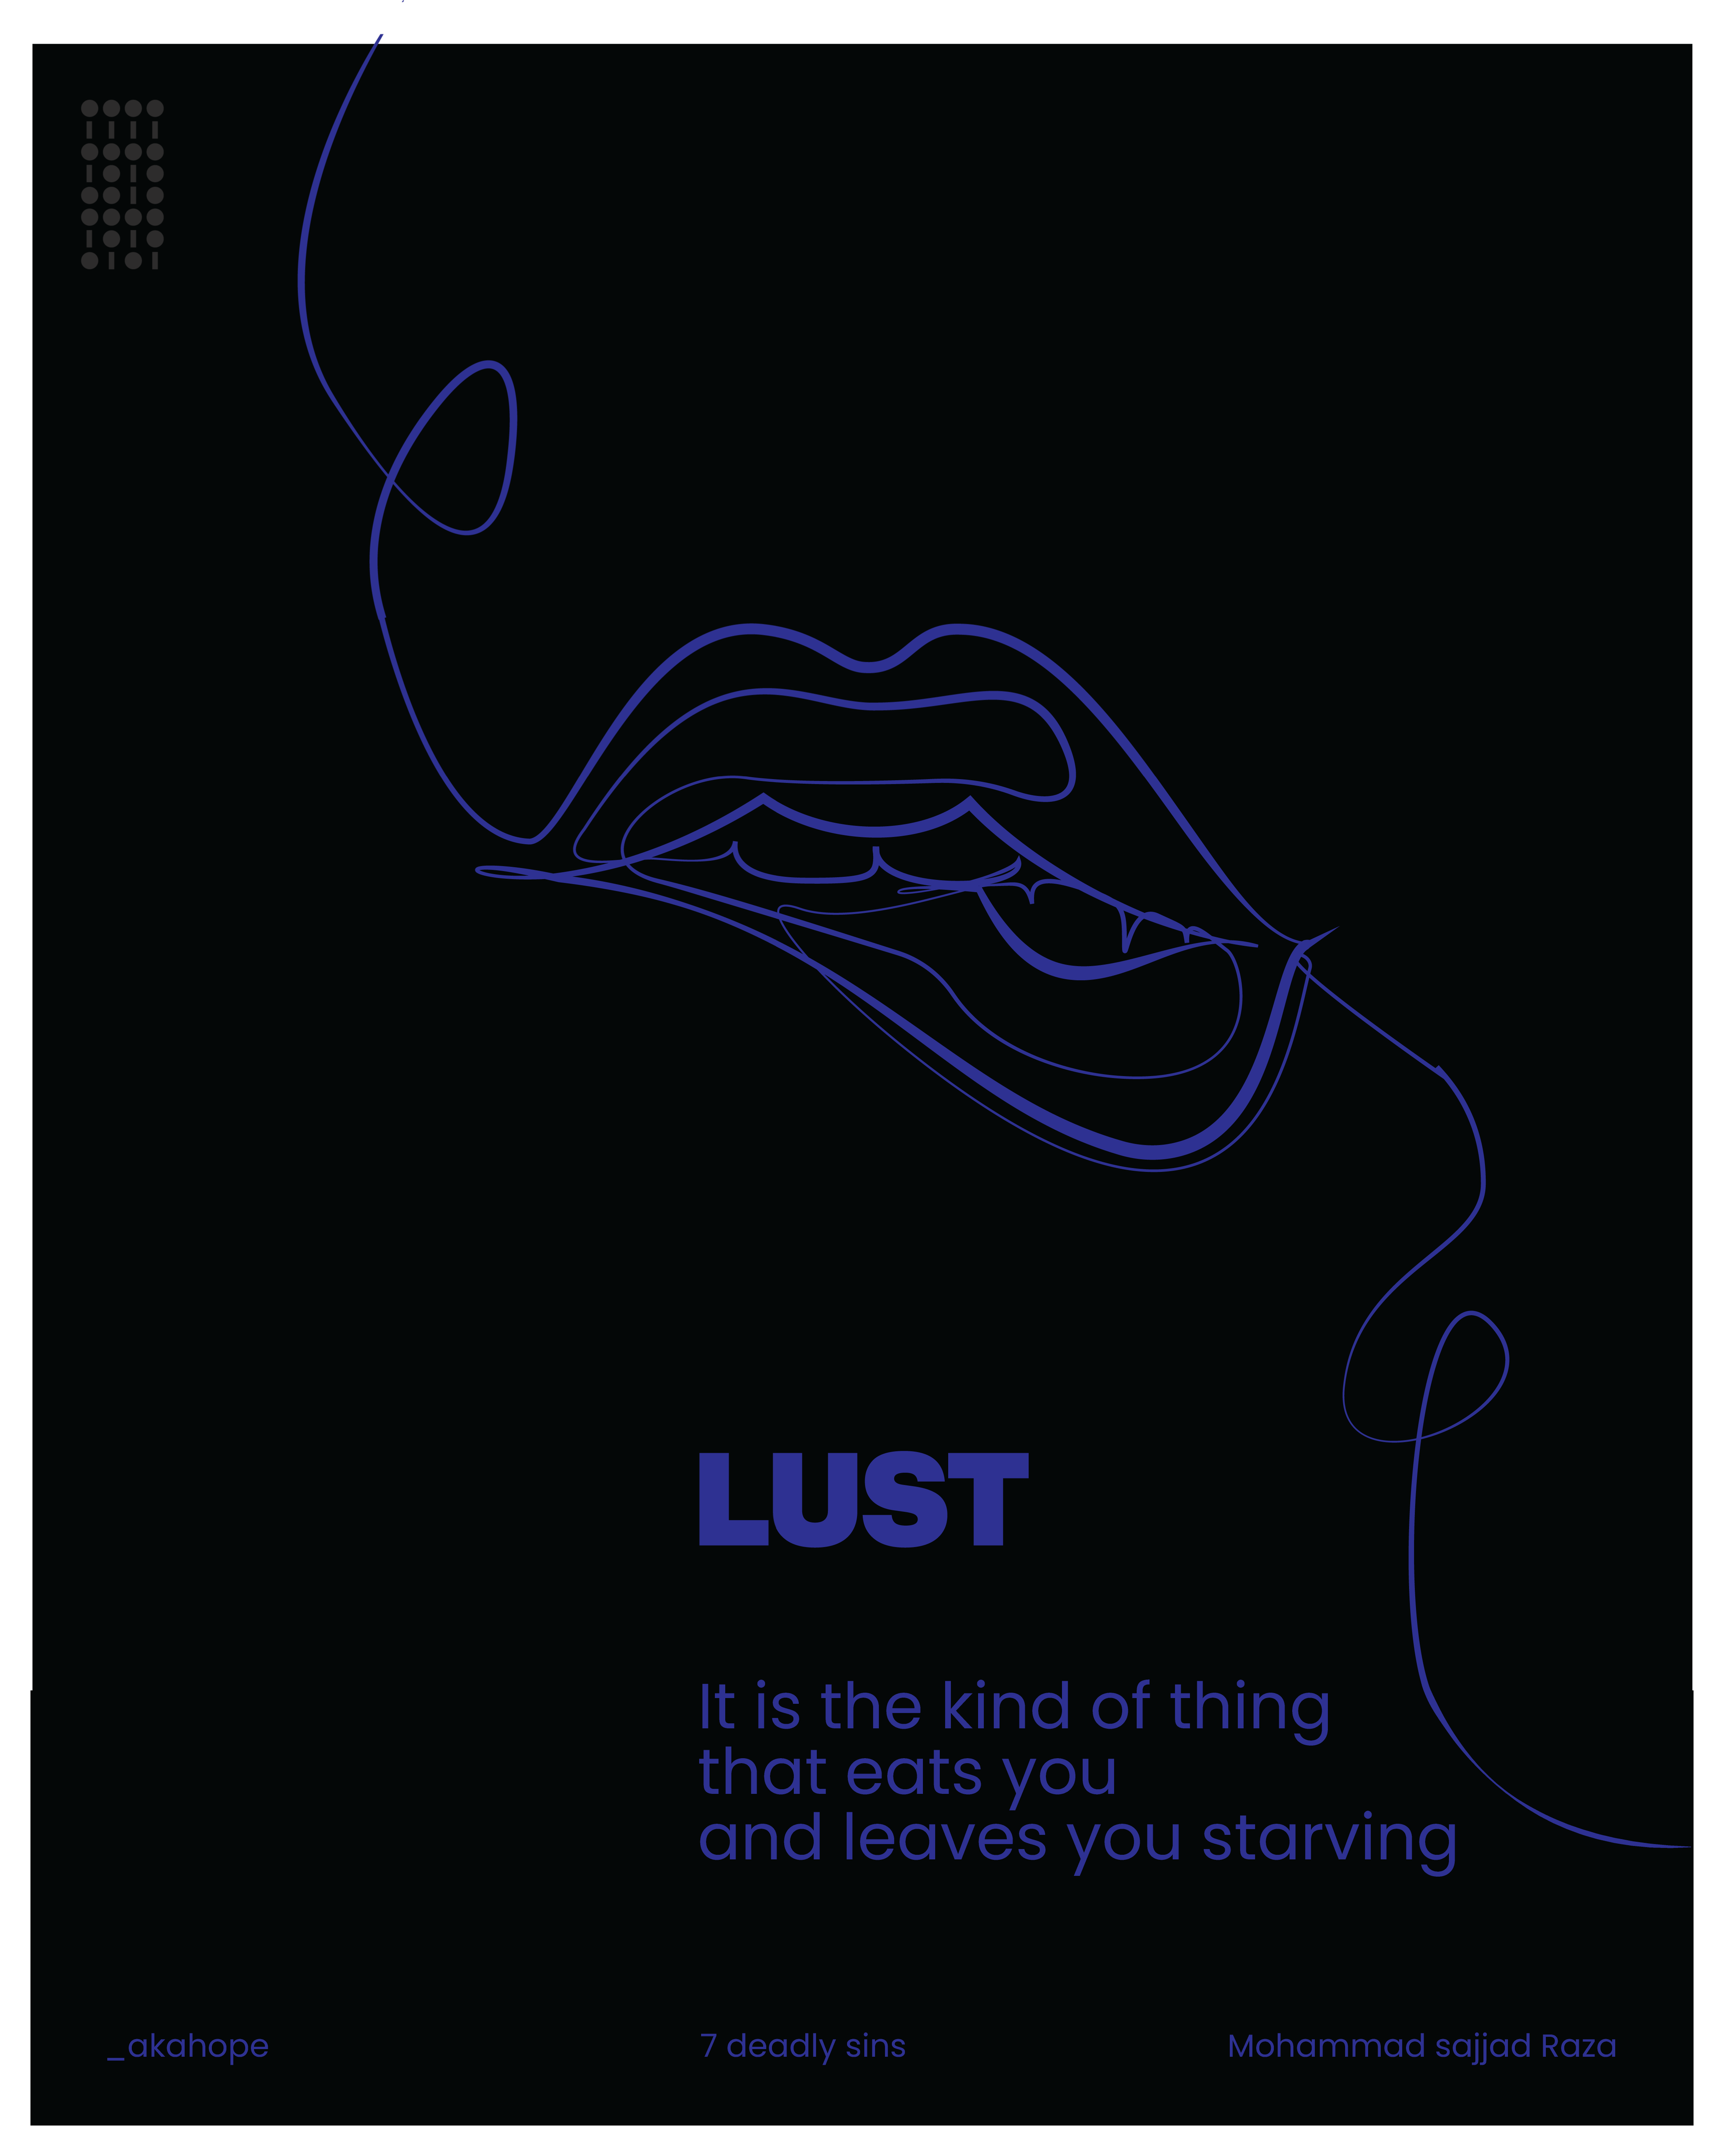 LUST
It is the kind of thing
that eats you
and leaves you starving
_akahope
7 deadly sins
Mohammad sajjad Raza